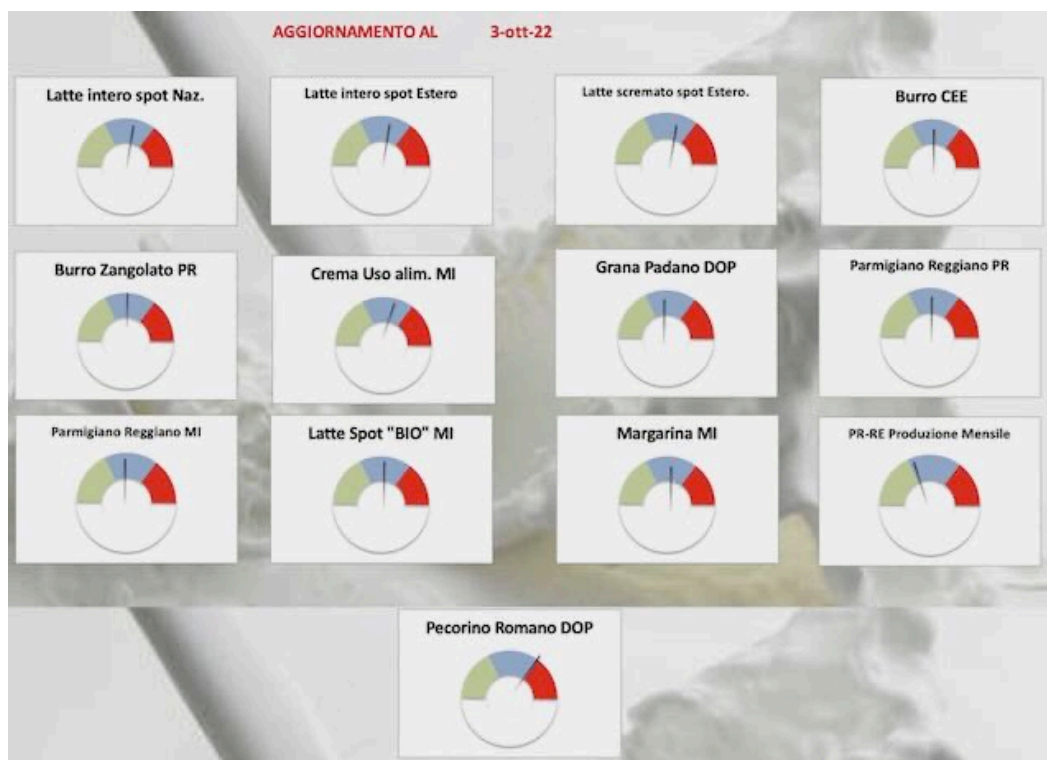 AGGIORNAMENTO AL 3-ott-22
Latte intero spot Naz.
Latte intero spot Estero
Latte scremato spot Estero.
Burro CEE
Burro Zangolato PR
Crema Uso alim. MI
Grana Padano DOP
Parmigiano Reggiano PR
Parmigiano Reggiano MI
Latte Spot "BIO" MI
Margarina MI
PR-RE Produzione Mensile
Pecorino Romano DOP